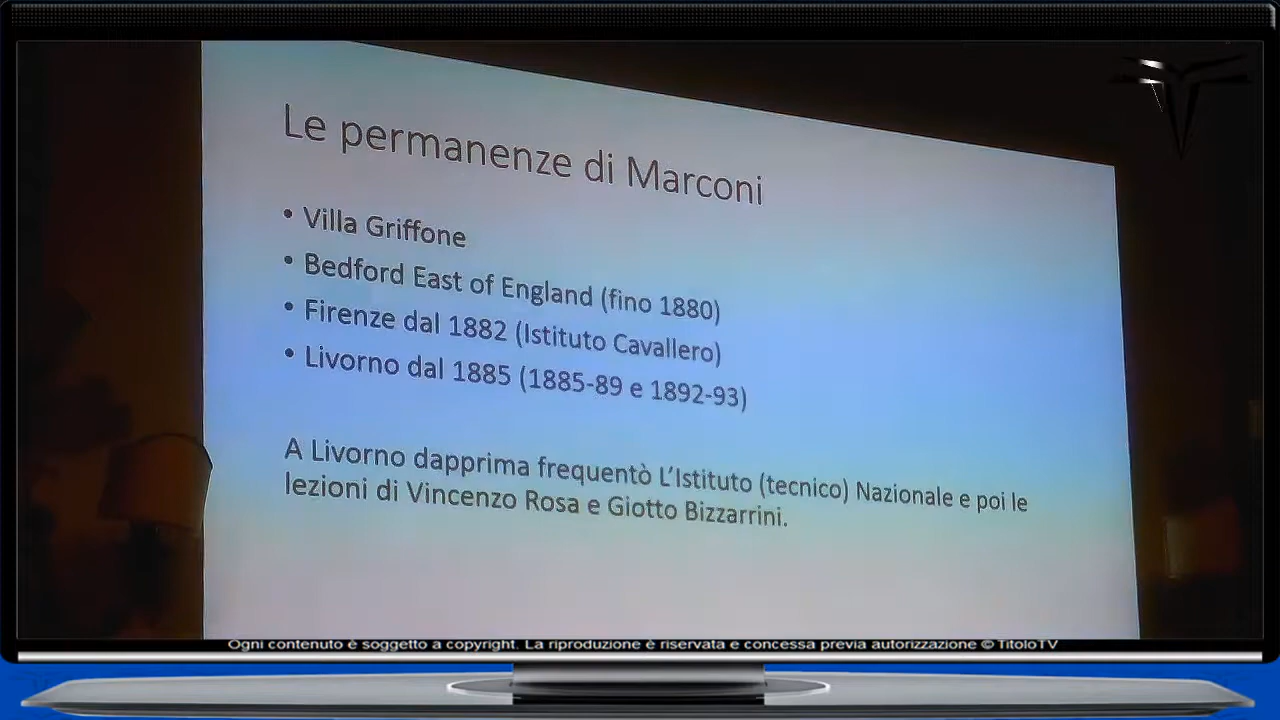 Le permanenze di Marconi
• Villa Griffone
• Bedford East of England (fino 1880)
• Firenze dal 1882 (Istituto Cavallero)
• Livorno dal 1885 (1885-89 e 1892-93)
A Livorno dapprima frequentò L'Istituto (tecnico) Nazionale e poi le
lezioni di Vincenzo Rosa e Giotto Bizzarrini.
Ogni contenuto è soggetto a copyright. La riproduzione è riservata e concessa previa autorizzazione © TitoloTV